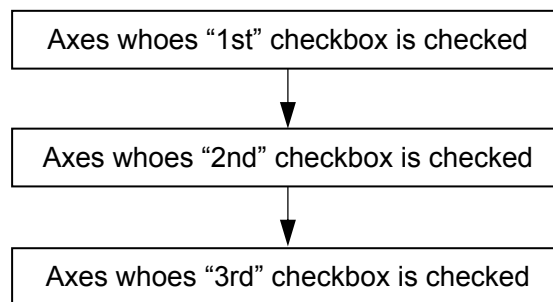 Axes whoes “1st” checkbox is checked
Axes whoes “2nd” checkbox is checked
Axes whoes “3rd” checkbox is checked